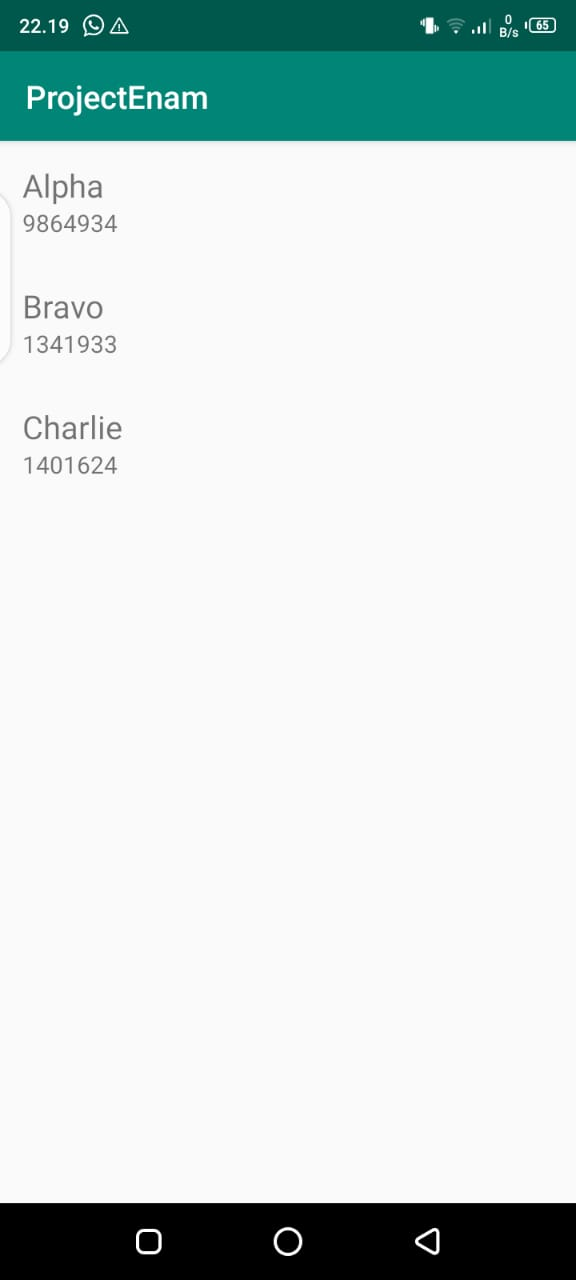 22.19
0
B/s
65
ProjectEnam
Alpha
9864934
Bravo
1341933
Charlie
1401624